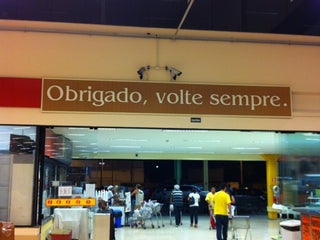 Obrigado, volte sempre.